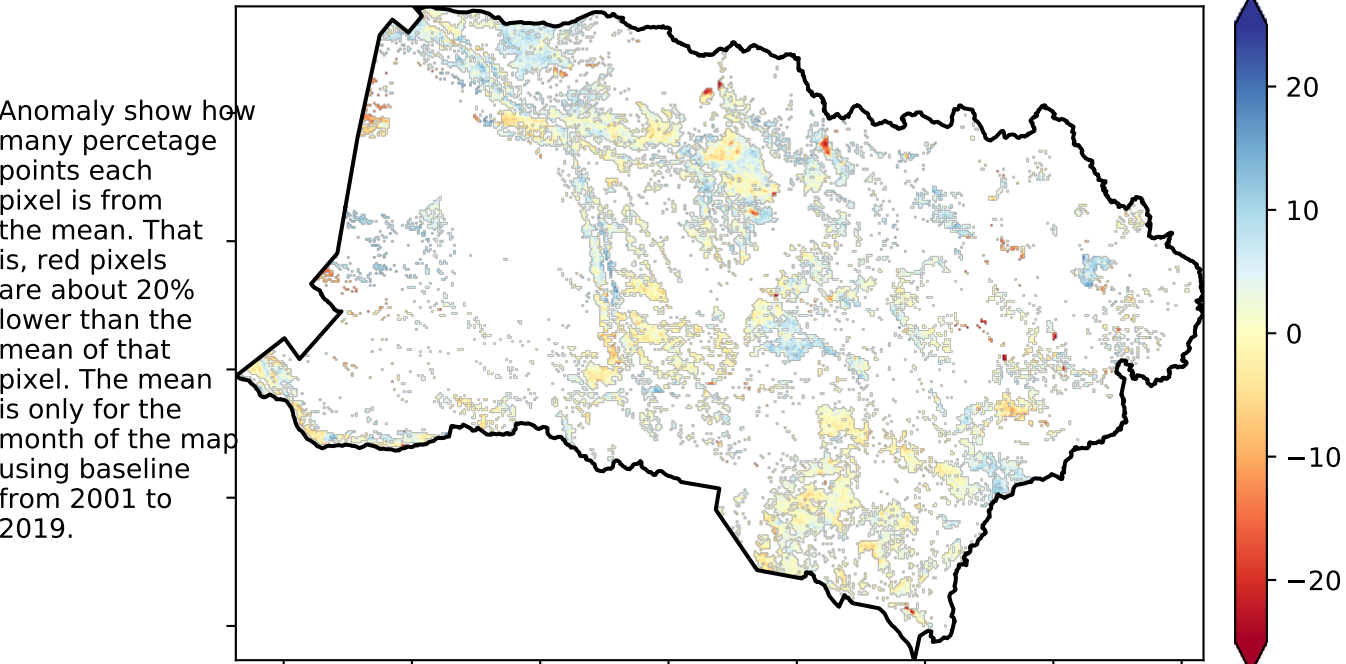 Anomaly show how
many percetage
points each
pixel is from
the mean. That
is, red pixels
are about 20%
lower than the
mean of that
pixel. The mean
is only for the
month of the map
using baseline
from 2001 to
2019.
20
10
0
−10
−20